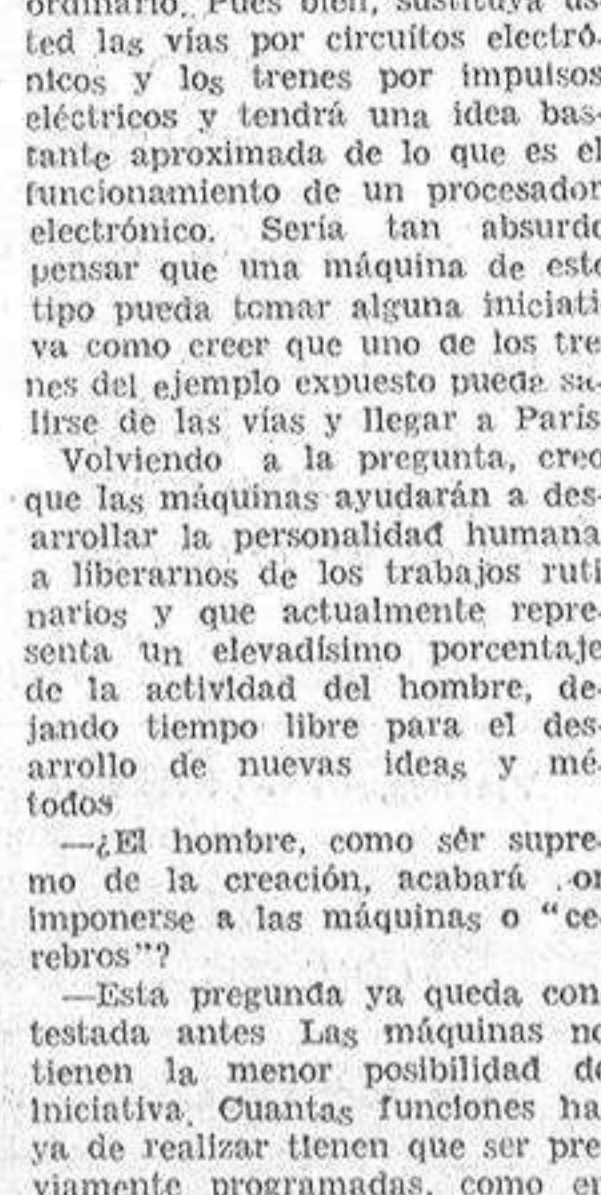 ordinario. Pues bien, sustituya us-
ted las vías por circuitos electró-
nicos y los trenes por impulsos
eléctricos y tendrá una idea bas-
tante aproximada de lo que es el
funcionamiento de un procesador
electrónico. Sería tan absurdo
pensar que una máquina de este
tipo pueda tomar alguna iniciati
va como creer que uno de los tre
nes del ejemplo expuesto puede sa-
lirse de las vías y llegar a París
Volviendo a la pregunta, creo
que las máquinas ayudarán a des-
arrollar la personalidad humana
a liberarnos de los trabajos ruti
narios y que actualmente repre-
senta un elevadísimo porcentaje
de la actividad del hombre, de-
jando tiempo libre para el des-
arrollo de nuevas ideas y mé-
todos
—¿El hombre, como sér supre-
mo de la creación, acabará or
imponerse a las máquinas o “ce
rebros”?
—Esta pregunda ya queda con
testada antes Las máquinas no
tienen la menor posibilidad de
iniciativa. Cuantas funciones ha
ya de realizar tienen que ser pre
viamente programadas, como en